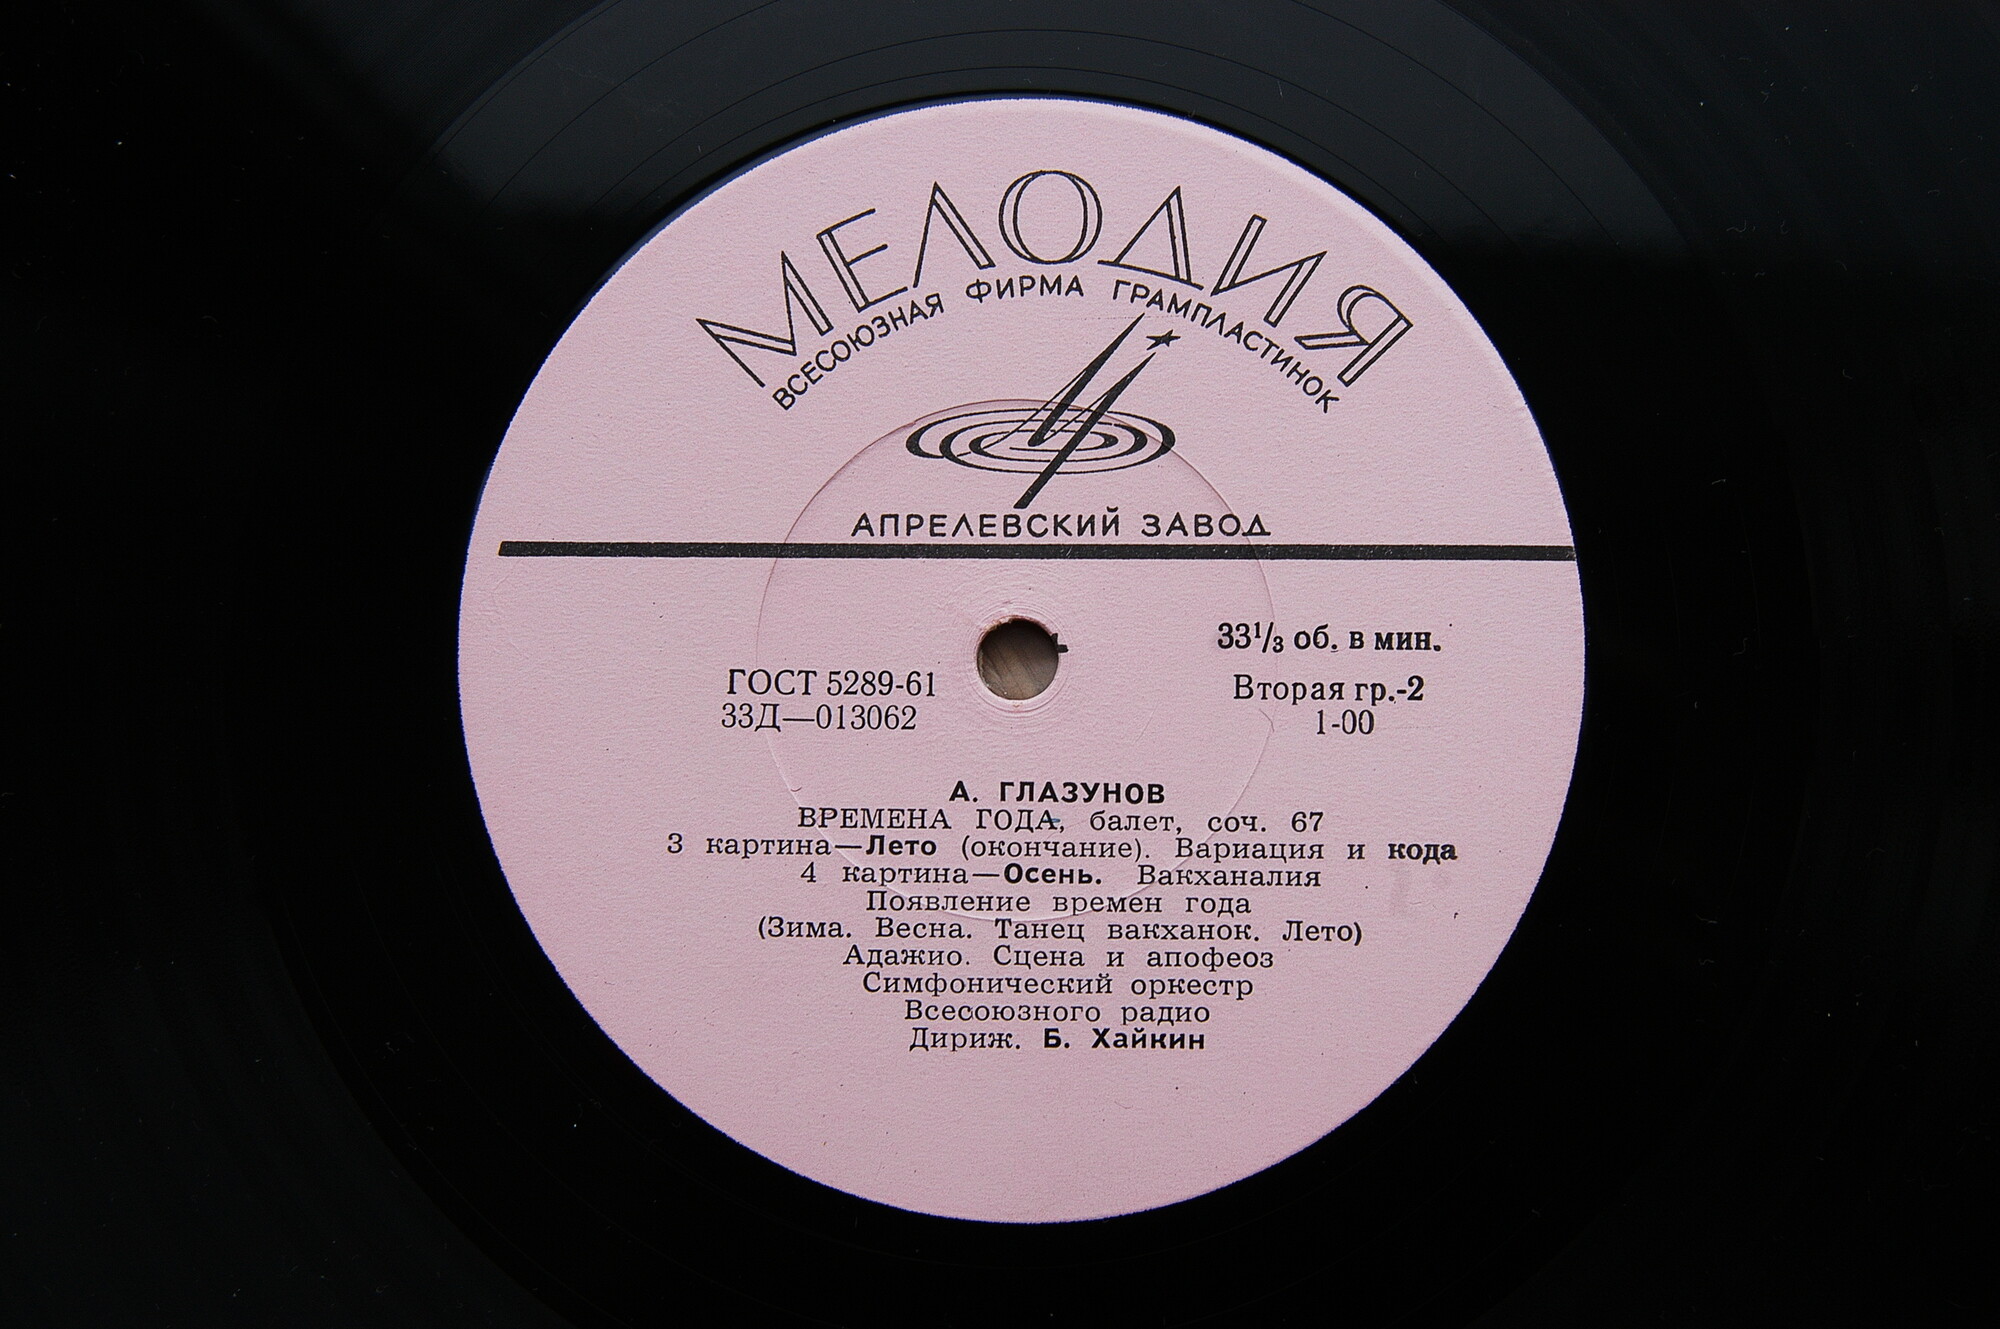 МЕЛОДИЯ
ВСЕСОЮЗНАЯ ФИРМА ГРАМПЛАСТИНОК
АПРЕЛЕВСКИЙ ЗАВОД
33⅓ об. в мин.
ГОСТ 5289-61
Вторая гр.-2
33Д—013062
1-00
А. ГЛАЗУНОВ
ВРЕМЕНА ГОДА, балет, соч. 67
3 картина—Лето (окончание). Вариация и кода
4 картина—Осень. Вакханалия
Появление времен года
(Зима. Весна. Танец вакханок. Лето)
Адажио. Сцена и апофеоз
Симфонический оркестр
Всесоюзного радио
Дириж. Б. Хайкин